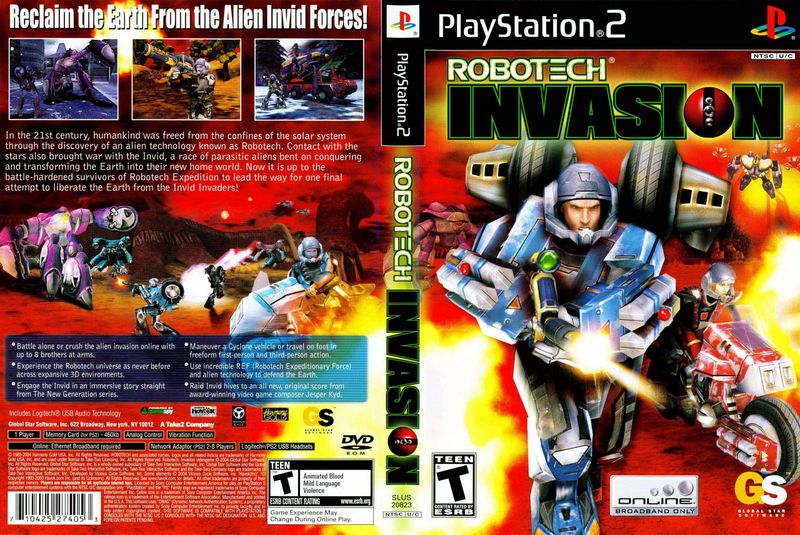 Reclaim the Earth From the Alien Invid Forces!
In the 21st century, humankind was freed from the confines of the solar system
through the discovery of an alien technology known as Robotech. Contact with the
stars also brought war with the Invid, a race of parasitic aliens bent on conquering
and transforming the Earth into their new home world. Now it is up to the
battle-hardened survivors of Robotech Expedition to lead the way for one final
attempt to liberate the Earth from the Invid Invaders!
• Battle alone or crush the alien invasion online with
up to 8 brothers at arms.
• Experience the Robotech universe as never before
across expansive 3D environments.
• Engage the Invid in an immersive story straight
from The New Generation series.
• Maneuver a Cyclone vehicle or travel on foot in
freeform first-person and third-person action.
• Use incredible R.E.F (Robotech Expeditionary Force)
and alien technology to defend the Earth.
• Raid Invid hives to an all new, original score from
award-winning video game composer Jesper Kyd.
Includes Logitech® USB Audio Technology
Global Star Software, Inc. 622 Broadway, New york, NY 10012
A Take2 Company
GS
1 Player
Memory Card (for PS2) - 460kb
Analog Control
Vibration Function
Online: Ethernet Broadband required
Network Adaptor (PS2) 2-8 Players
Logitech®/PS2 USB Headsets
DVD
ROM
TEEN
T
ESRB CONTENT RATING
www.esrb.org
Animated Blood
Mild Language
Violence
Game Experience May
Change During Online Play.
7 10425 27405 3
PlayStation®2
ROBOTECH
INVASION
SLUS
20823
NTSC U/C
PlayStation®2
NTSC U/C
ROBOTECH®
INVASION
TEEN
T
CONTENT RATED BY
ESRB
ONLINE
BROADBAND ONLY
GS
GLOBAL STAR
SOFTWARE